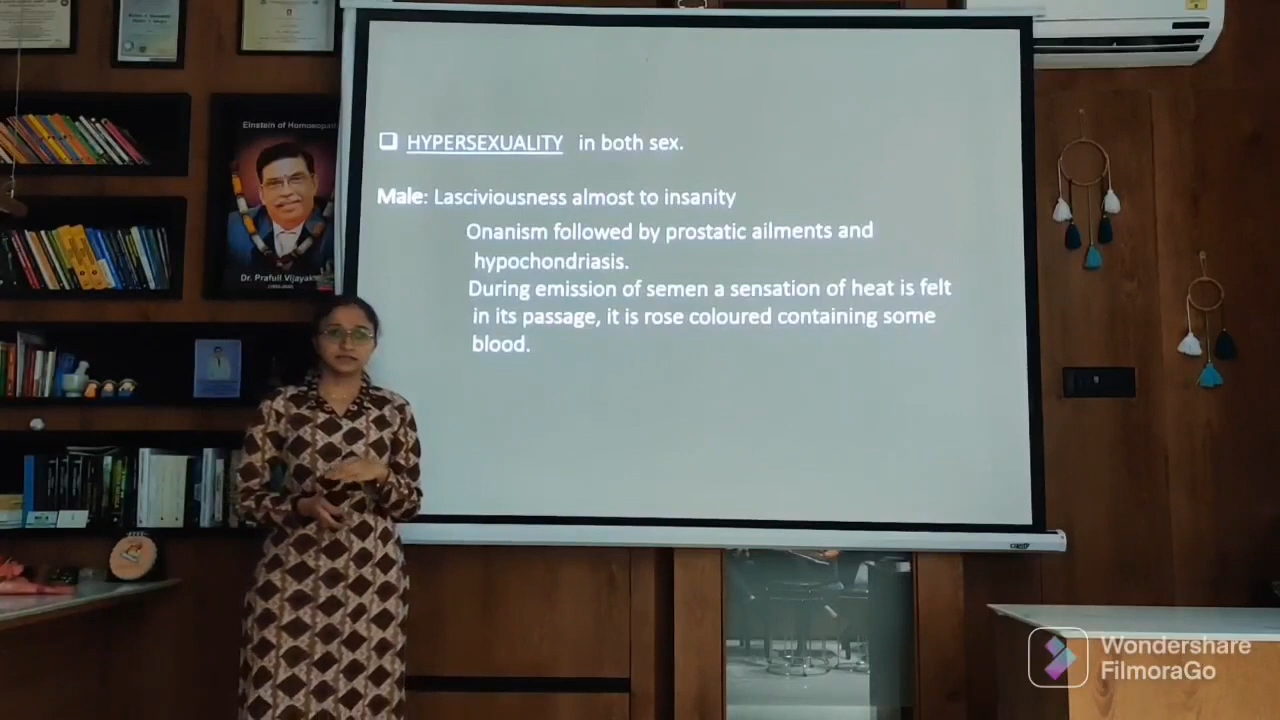 HYPERSEXUALITY in both sex.
Male: Lasciviousness almost to insanity
Onanism followed by prostatic ailments and
hypochondriasis.
During emission of semen a sensation of heat is felt
in its passage, it is rose coloured containing some
blood.
Einstein of Homoeopat
Dr. Prafull Vijayak
Wondershare
FilmoraGo